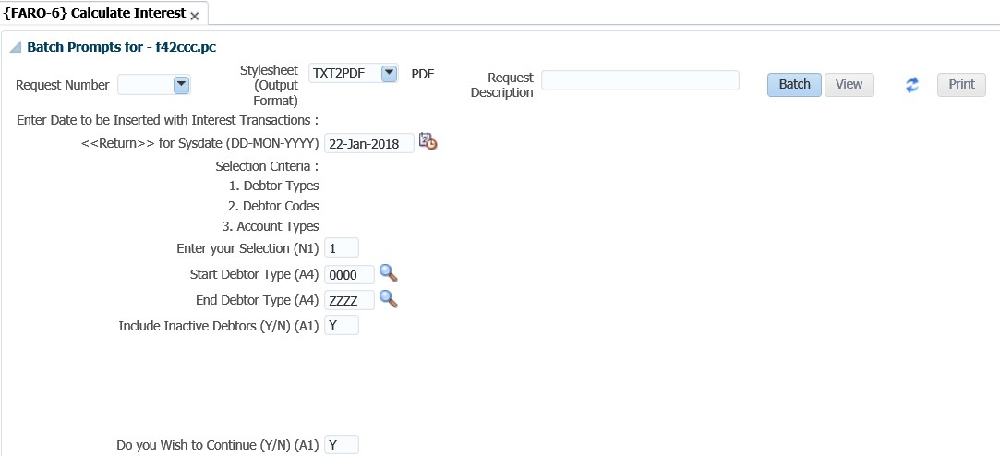 {FARO-6} Calculate Interest ×
Batch Prompts for - f42ccc.pc
Request Number
Stylesheet (Output Format) TXT2PDF PDF
Request Description
Batch View Print
Enter Date to be Inserted with Interest Transactions :
<<Return>> for Sysdate (DD-MON-YYYY) 22-Jan-2018
Selection Criteria :
1. Debtor Types
2. Debtor Codes
3. Account Types
Enter your Selection (N1) 1
Start Debtor Type (A4) 0000
End Debtor Type (A4) ZZZZ
Include Inactive Debtors (Y/N) (A1) Y
Do you Wish to Continue (Y/N) (A1) Y